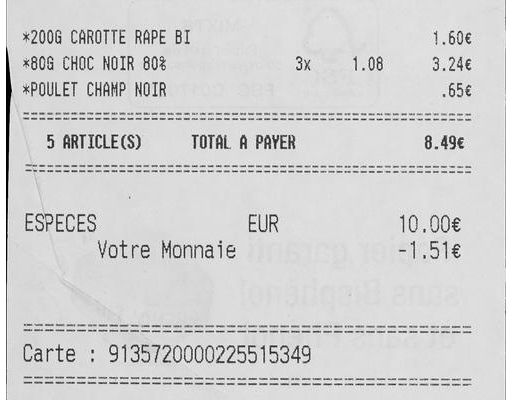 *200G CAROTTE RAPE BI 1.60€
*80G CHOC NOIR 80% 3x 1.08 3.24€
*POULET CHAMP NOIR .65€
5 ARTICLE(S) TOTAL A PAYER 8.49€
ESPECES EUR 10.00€
Votre Monnaie -1.51€
Carte : 9135720000225515349